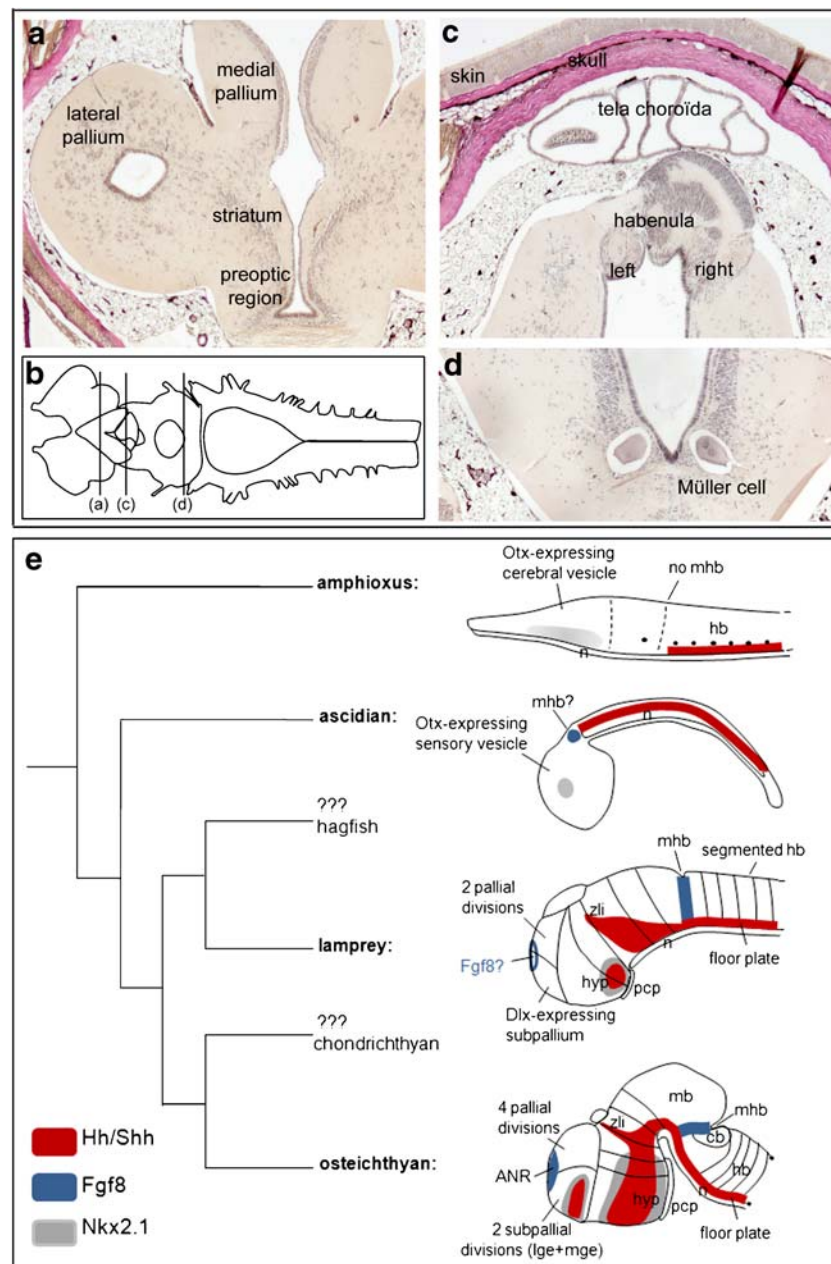 a
medial
pallium
lateral
pallium
striatum
preoptic
region
b
(a)
(c)
(d)
c
skin
skull
tela choroïda
habenula
left
right
d
Müller cell
e
amphioxus:
Otx-expressing
cerebral vesicle
no mhb
hb
n
ascidian:
mhb?
Otx-expressing
sensory vesicle
n
???
hagfish
lamprey:
2 pallial
divisions
Fgf8?
zli
mhb
segmented hb
n
floor plate
hyp
pcp
Dlx-expressing
subpallium
???
chondrichthyan
osteichthyan:
4 pallial
divisions
ANR
zli
mb
mhb
cb
hb
n
hyp
pcp
floor plate
2 subpallial
divisions (lge+mge)
Hh/Shh
Fgf8
Nkx2.1